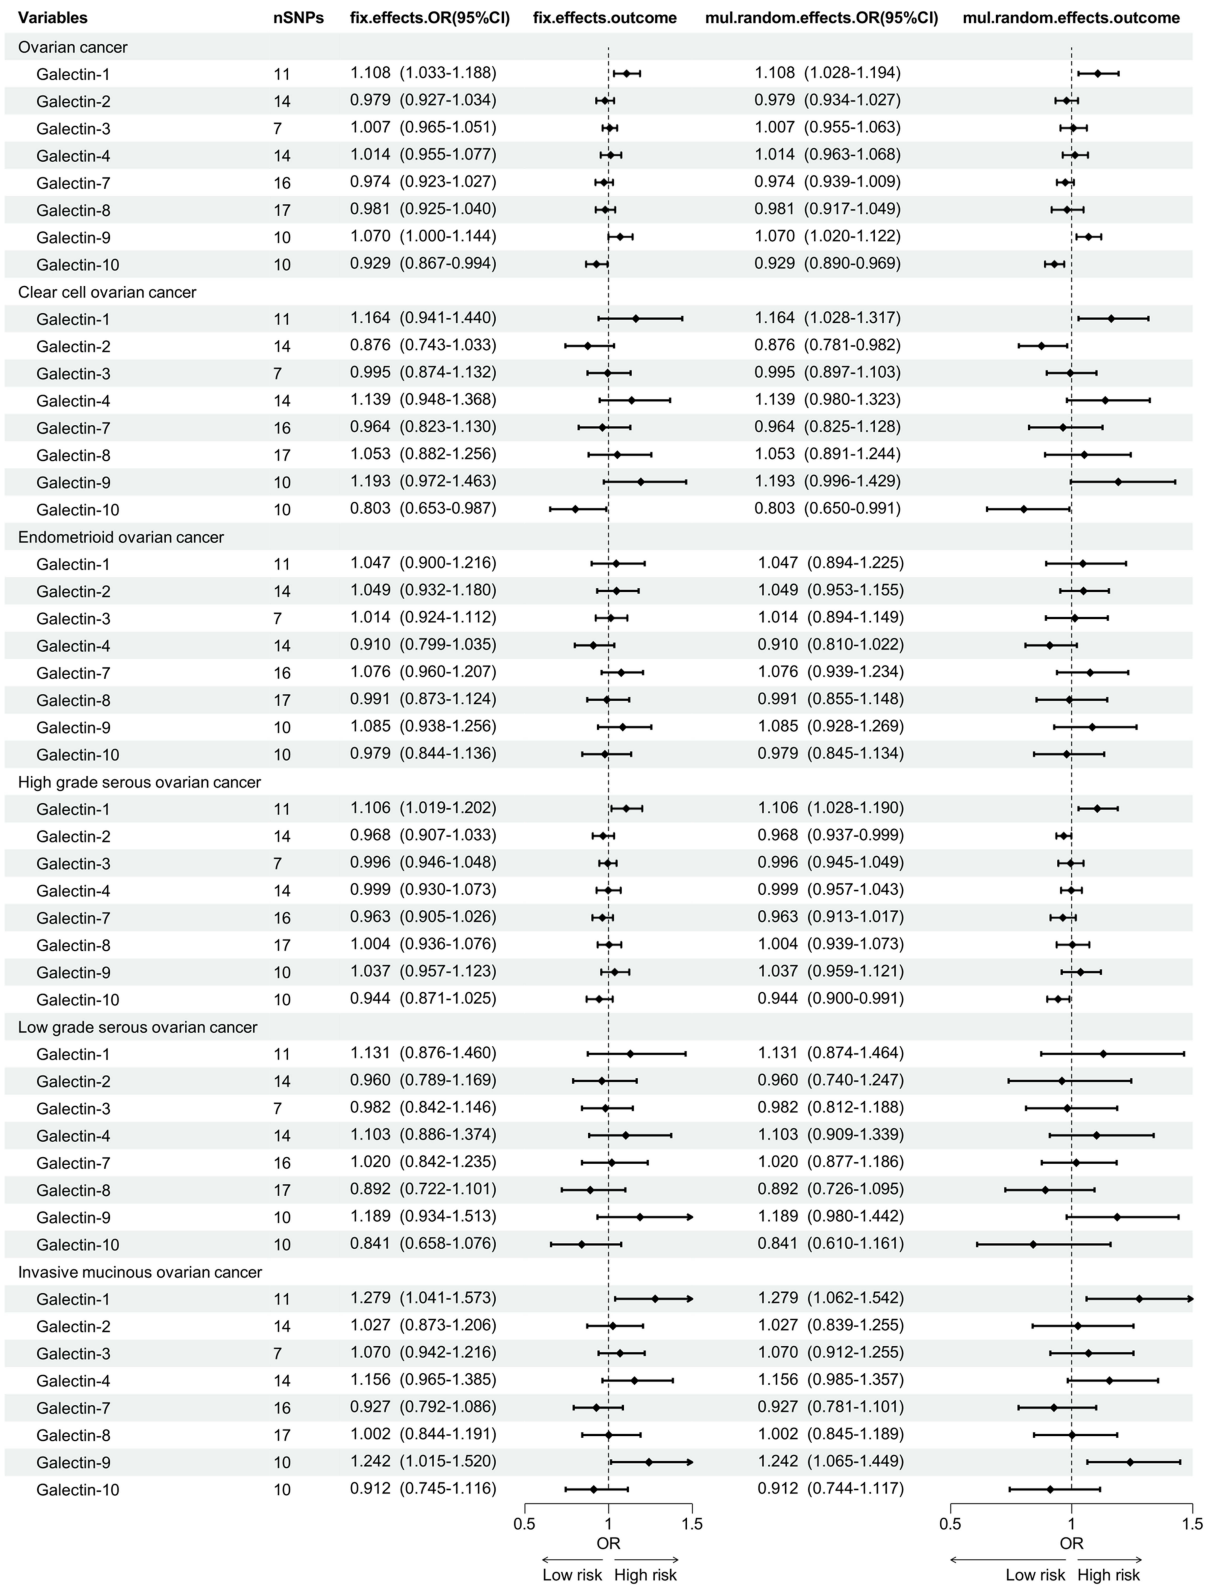 Variables nSNPs fix.effects.OR(95%CI) fix.effects.outcome mul.random.effects.OR(95%CI) mul.random.effects.outcome
Ovarian cancer
Galectin-1 11 1.108 (1.033-1.188) 1.108 (1.028-1.194)
Galectin-2 14 0.979 (0.927-1.034) 0.979 (0.934-1.027)
Galectin-3 7 1.007 (0.965-1.051) 1.007 (0.955-1.063)
Galectin-4 14 1.014 (0.955-1.077) 1.014 (0.963-1.068)
Galectin-7 16 0.974 (0.923-1.027) 0.974 (0.939-1.009)
Galectin-8 17 0.981 (0.925-1.040) 0.981 (0.917-1.049)
Galectin-9 10 1.070 (1.000-1.144) 1.070 (1.020-1.122)
Galectin-10 10 0.929 (0.867-0.994) 0.929 (0.890-0.969)
Clear cell ovarian cancer
Galectin-1 11 1.164 (0.941-1.440) 1.164 (1.028-1.317)
Galectin-2 14 0.876 (0.743-1.033) 0.876 (0.781-0.982)
Galectin-3 7 0.995 (0.874-1.132) 0.995 (0.897-1.103)
Galectin-4 14 1.139 (0.948-1.368) 1.139 (0.980-1.323)
Galectin-7 16 0.964 (0.823-1.130) 0.964 (0.825-1.128)
Galectin-8 17 1.053 (0.882-1.256) 1.053 (0.891-1.244)
Galectin-9 10 1.193 (0.972-1.463) 1.193 (0.996-1.429)
Galectin-10 10 0.803 (0.653-0.987) 0.803 (0.650-0.991)
Endometrioid ovarian cancer
Galectin-1 11 1.047 (0.900-1.216) 1.047 (0.894-1.225)
Galectin-2 14 1.049 (0.932-1.180) 1.049 (0.953-1.155)
Galectin-3 7 1.014 (0.924-1.112) 1.014 (0.894-1.149)
Galectin-4 14 0.910 (0.799-1.035) 0.910 (0.810-1.022)
Galectin-7 16 1.076 (0.960-1.207) 1.076 (0.939-1.234)
Galectin-8 17 0.991 (0.873-1.124) 0.991 (0.855-1.148)
Galectin-9 10 1.085 (0.938-1.256) 1.085 (0.928-1.269)
Galectin-10 10 0.979 (0.844-1.136) 0.979 (0.845-1.134)
High grade serous ovarian cancer
Galectin-1 11 1.106 (1.019-1.202) 1.106 (1.028-1.190)
Galectin-2 14 0.968 (0.907-1.033) 0.968 (0.937-0.999)
Galectin-3 7 0.996 (0.946-1.048) 0.996 (0.945-1.049)
Galectin-4 14 0.999 (0.930-1.073) 0.999 (0.957-1.043)
Galectin-7 16 0.963 (0.905-1.026) 0.963 (0.913-1.017)
Galectin-8 17 1.004 (0.936-1.076) 1.004 (0.939-1.073)
Galectin-9 10 1.037 (0.957-1.123) 1.037 (0.959-1.121)
Galectin-10 10 0.944 (0.871-1.025) 0.944 (0.900-0.991)
Low grade serous ovarian cancer
Galectin-1 11 1.131 (0.876-1.460) 1.131 (0.874-1.464)
Galectin-2 14 0.960 (0.789-1.169) 0.960 (0.740-1.247)
Galectin-3 7 0.982 (0.842-1.146) 0.982 (0.812-1.188)
Galectin-4 14 1.103 (0.886-1.374) 1.103 (0.909-1.339)
Galectin-7 16 1.020 (0.842-1.235) 1.020 (0.877-1.186)
Galectin-8 17 0.892 (0.722-1.101) 0.892 (0.726-1.095)
Galectin-9 10 1.189 (0.934-1.513) 1.189 (0.980-1.442)
Galectin-10 10 0.841 (0.658-1.076) 0.841 (0.610-1.161)
Invasive mucinous ovarian cancer
Galectin-1 11 1.279 (1.041-1.573) 1.279 (1.062-1.542)
Galectin-2 14 1.027 (0.873-1.206) 1.027 (0.839-1.255)
Galectin-3 7 1.070 (0.942-1.216) 1.070 (0.912-1.255)
Galectin-4 14 1.156 (0.965-1.385) 1.156 (0.985-1.357)
Galectin-7 16 0.927 (0.792-1.086) 0.927 (0.781-1.101)
Galectin-8 17 1.002 (0.844-1.191) 1.002 (0.845-1.189)
Galectin-9 10 1.242 (1.015-1.520) 1.242 (1.065-1.449)
Galectin-10 10 0.912 (0.745-1.116) 0.912 (0.744-1.117)
0.5 1 1.5 0.5 1 1.5
OR OR
Low risk High risk Low risk High risk